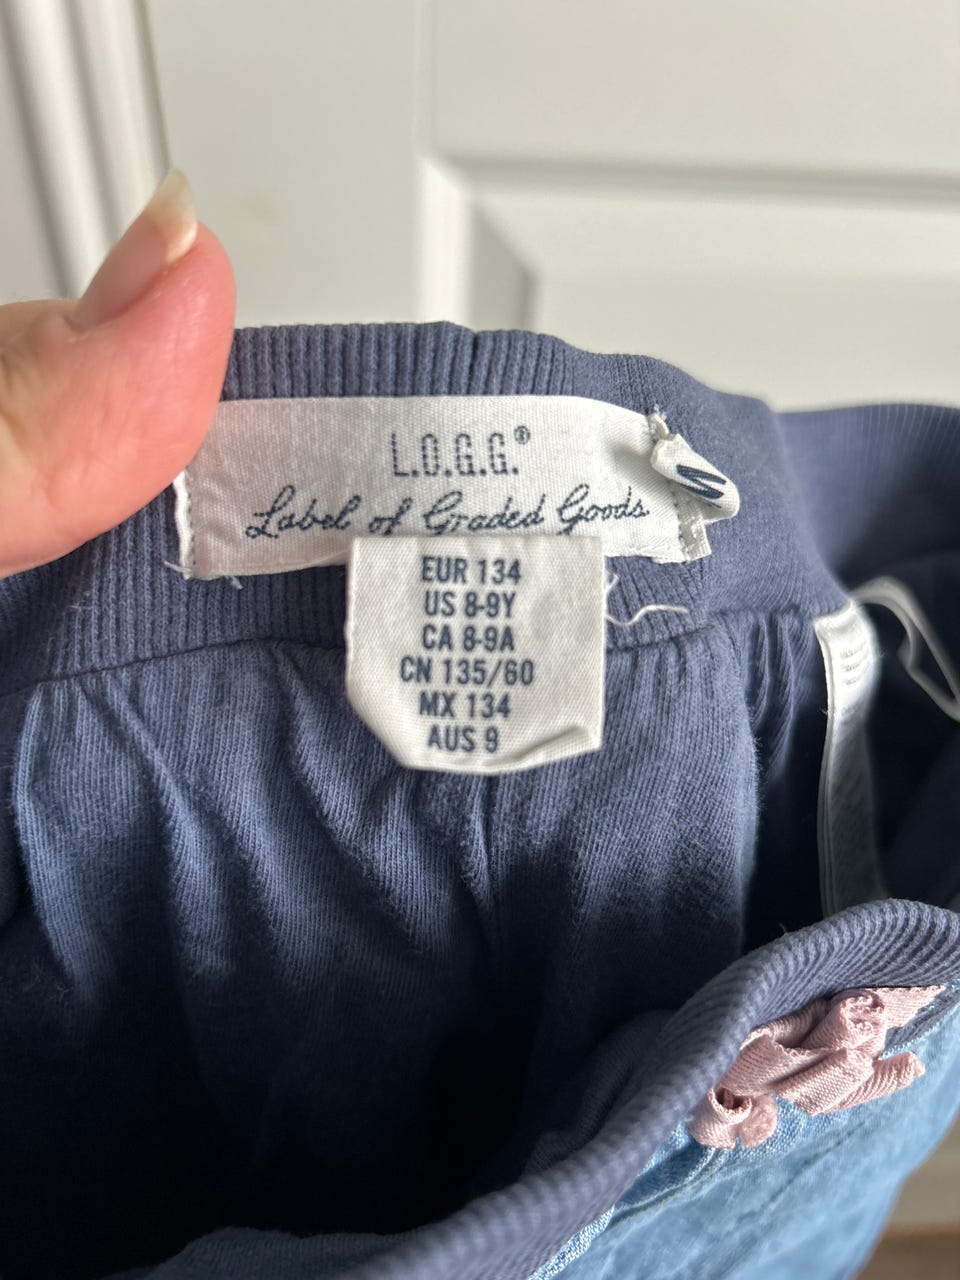 L.O.G.G.®
Label of Graded Goods
EUR 134
US 8-9Y
CA 8-9A
CN 135/60
MX 134
AUS 9